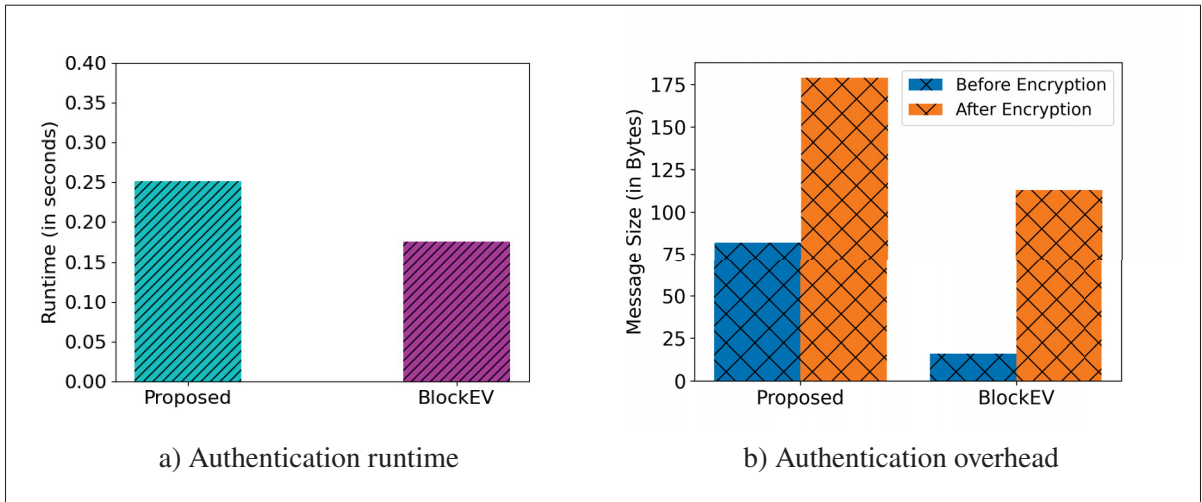 0.40
0.35
0.30
0.25
0.20
0.15
0.10
0.05
0.00
Runtime (in seconds)
Proposed
BlockEV
a) Authentication runtime
175
150
125
100
75
50
25
0
Message Size (in Bytes)
Before Encryption
After Encryption
Proposed
BlockEV
b) Authentication overhead